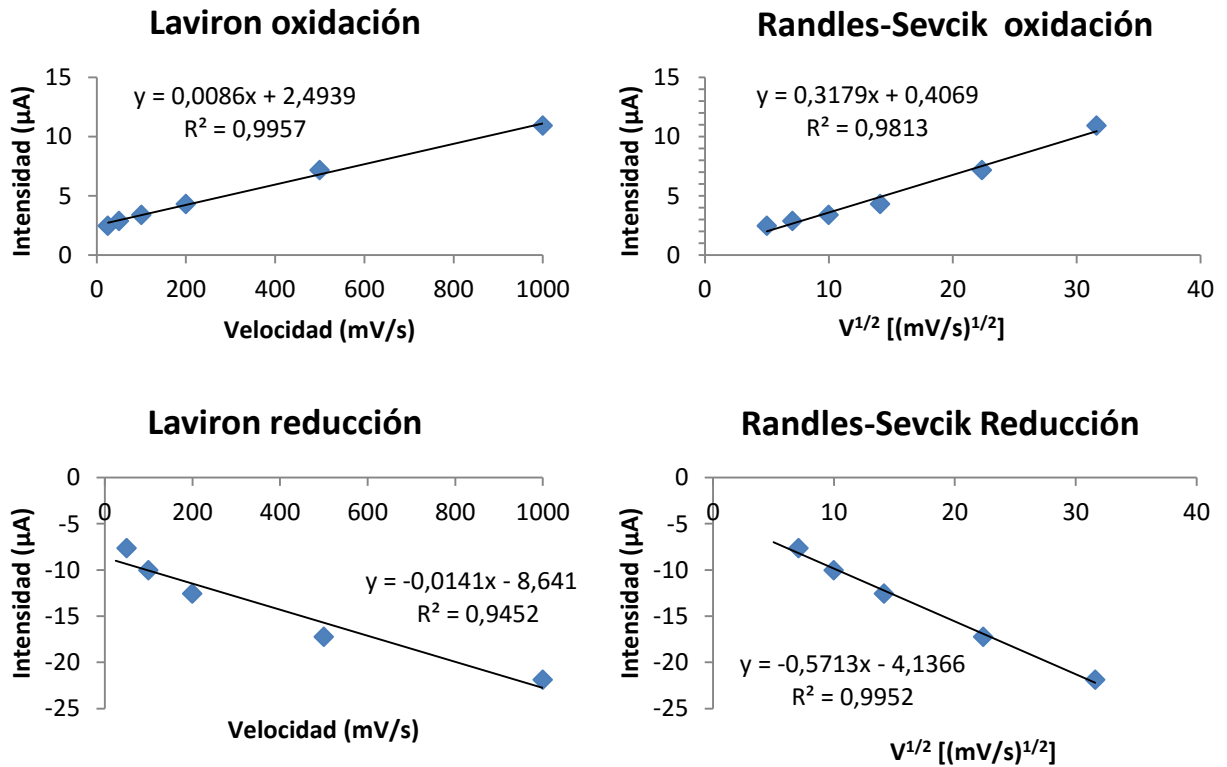 Laviron oxidación
15
10
5
0
Intensidad (µA)
y = 0,0086x + 2,4939
R² = 0,9957
0 200 400 600 800 1000
Velocidad (mV/s)
Randles-Sevcik oxidación
15
10
5
0
Intensidad (µA)
y = 0,3179x + 0,4069
R² = 0,9813
0 10 20 30 40
V1/2 [(mV/s)1/2]
Laviron reducción
0
-5
-10
-15
-20
-25
Intensidad (µA)
0 200 400 600 800 1000
y = -0,0141x - 8,641
R² = 0,9452
Velocidad (mV/s)
Randles-Sevcik Reducción
0
-5
-10
-15
-20
-25
Intensidad (µA)
0 10 20 30 40
y = -0,5713x - 4,1366
R² = 0,9952
V1/2 [(mV/s)1/2]